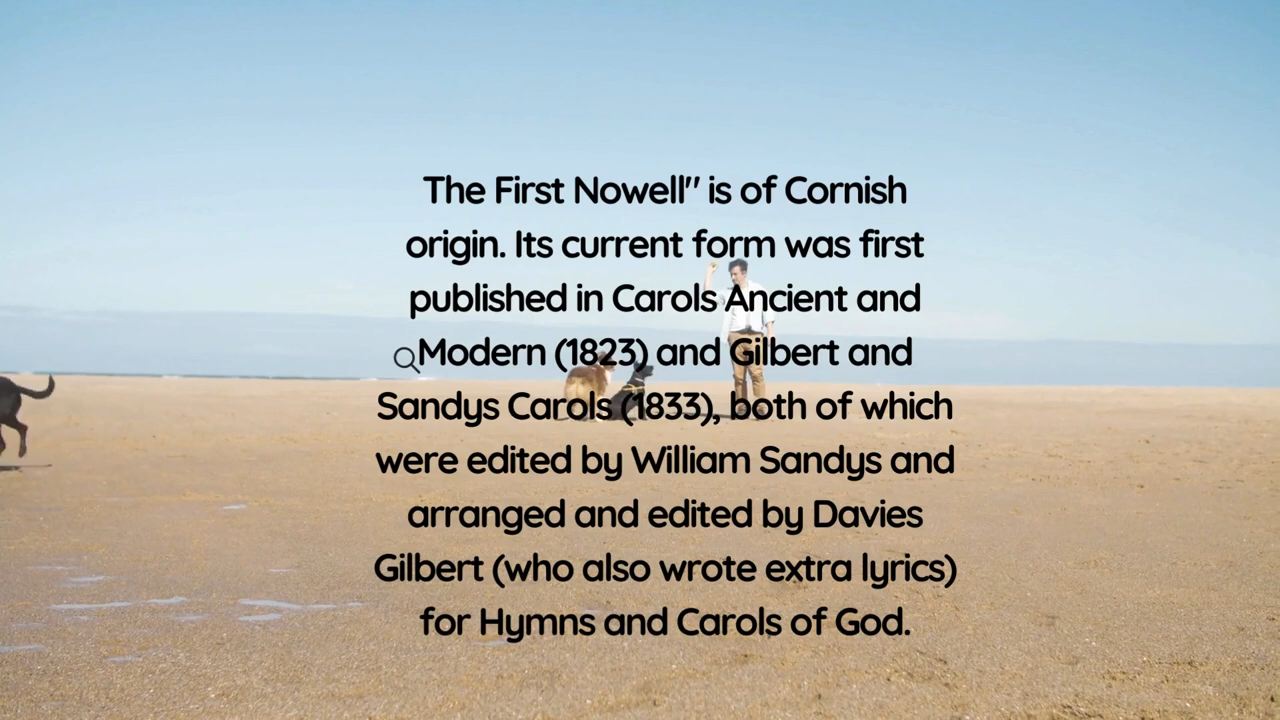 The First Nowell" is of Cornish
origin. Its current form was first
published in Carols Ancient and
Modern (1823) and Gilbert and
Sandys Carols (1833), both of which
were edited by William Sandys and
arranged and edited by Davies
Gilbert (who also wrote extra lyrics)
for Hymns and Carols of God.